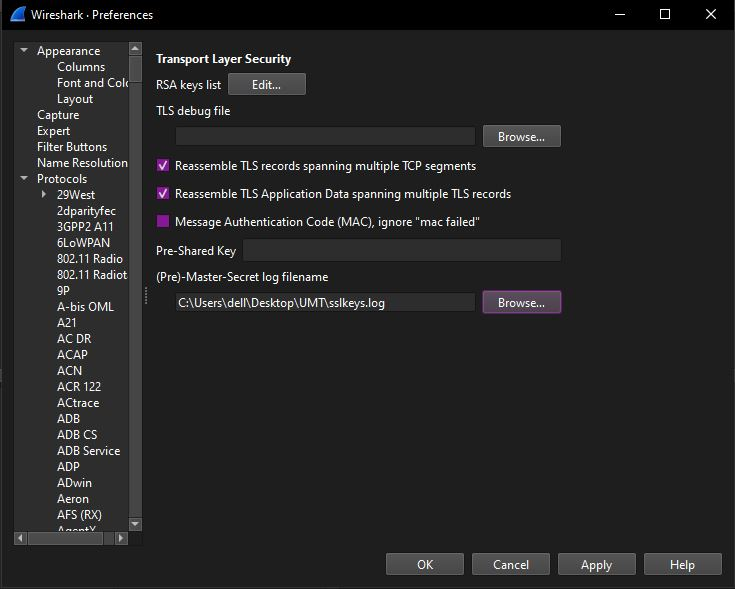 Wireshark · Preferences
Appearance
Columns
Font and Colo
Layout
Capture
Expert
Filter Buttons
Name Resolution
Protocols
29West
2dparityfec
3GPP2 A11
6LoWPAN
802.11 Radio
802.11 Radiot
9P
A-bis OML
A21
AC DR
ACAP
ACN
ACR 122
ACtrace
ADB
ADB CS
ADB Service
ADP
ADwin
Aeron
AFS (RX)
AgentX
Transport Layer Security
RSA keys list Edit...
TLS debug file
Browse...
Reassemble TLS records spanning multiple TCP segments
Reassemble TLS Application Data spanning multiple TLS records
Message Authentication Code (MAC), ignore "mac failed"
Pre-Shared Key
(Pre)-Master-Secret log filename
C:\Users\dell\Desktop\UMT\sslkeys.log Browse...
OK Cancel Apply Help